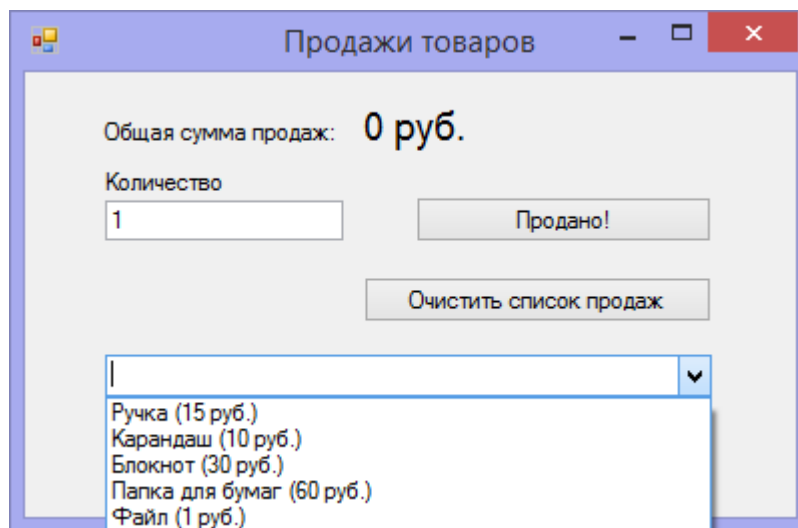 Продажи товаров
Общая сумма продаж: 0 руб.
Количество
1
Продано!
Очистить список продаж
Ручка (15 руб.)
Карандаш (10 руб.)
Блокнот (30 руб.)
Папка для бумаг (60 руб.)
Файл (1 руб.)